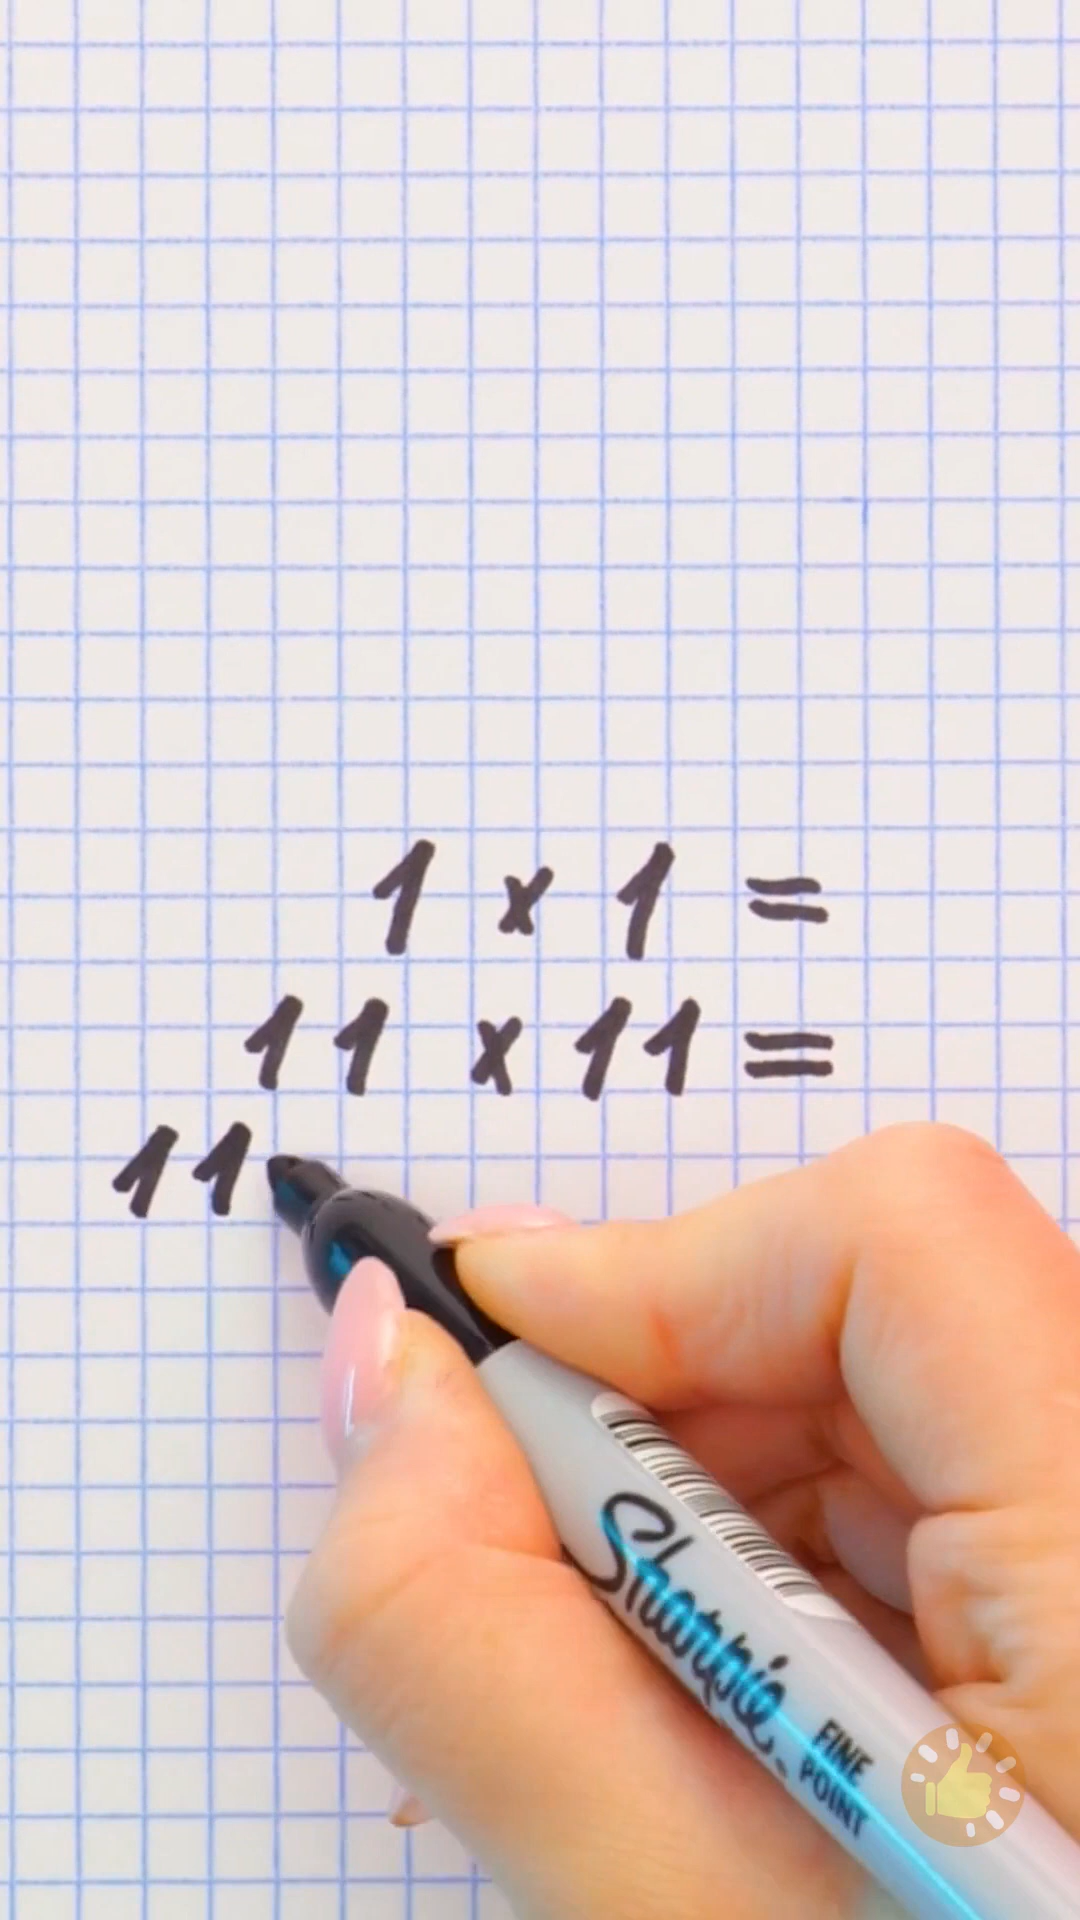 1 x 1 =
11 x 11 =
11
Sharpie.
FINE
POINT